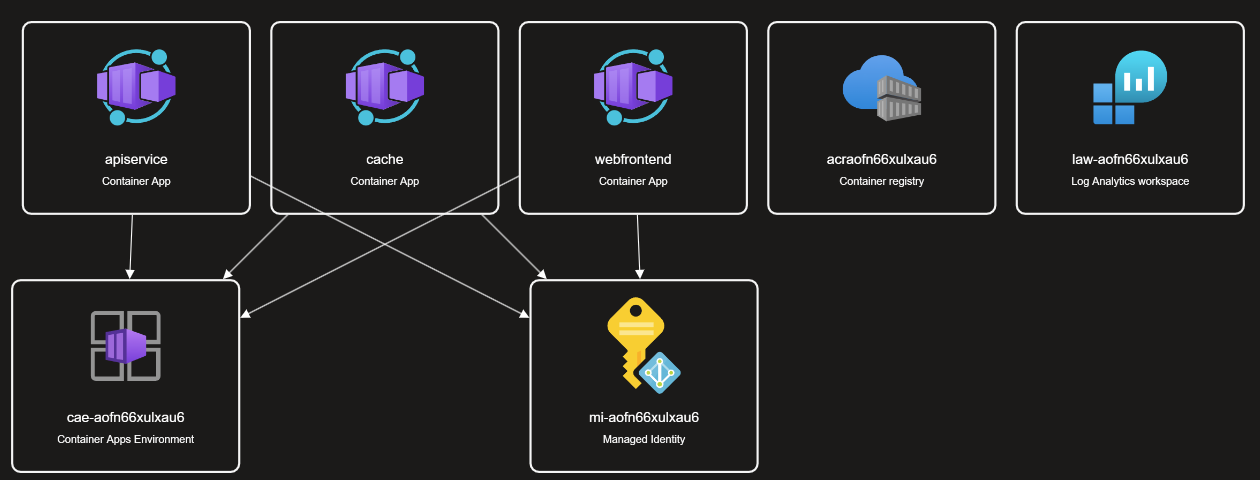 apiservice
Container App
cache
Container App
webfrontend
Container App
acraofn66xulxau6
Container registry
law-aofn66xulxau6
Log Analytics workspace
cae-aofn66xulxau6
Container Apps Environment
mi-aofn66xulxau6
Managed Identity